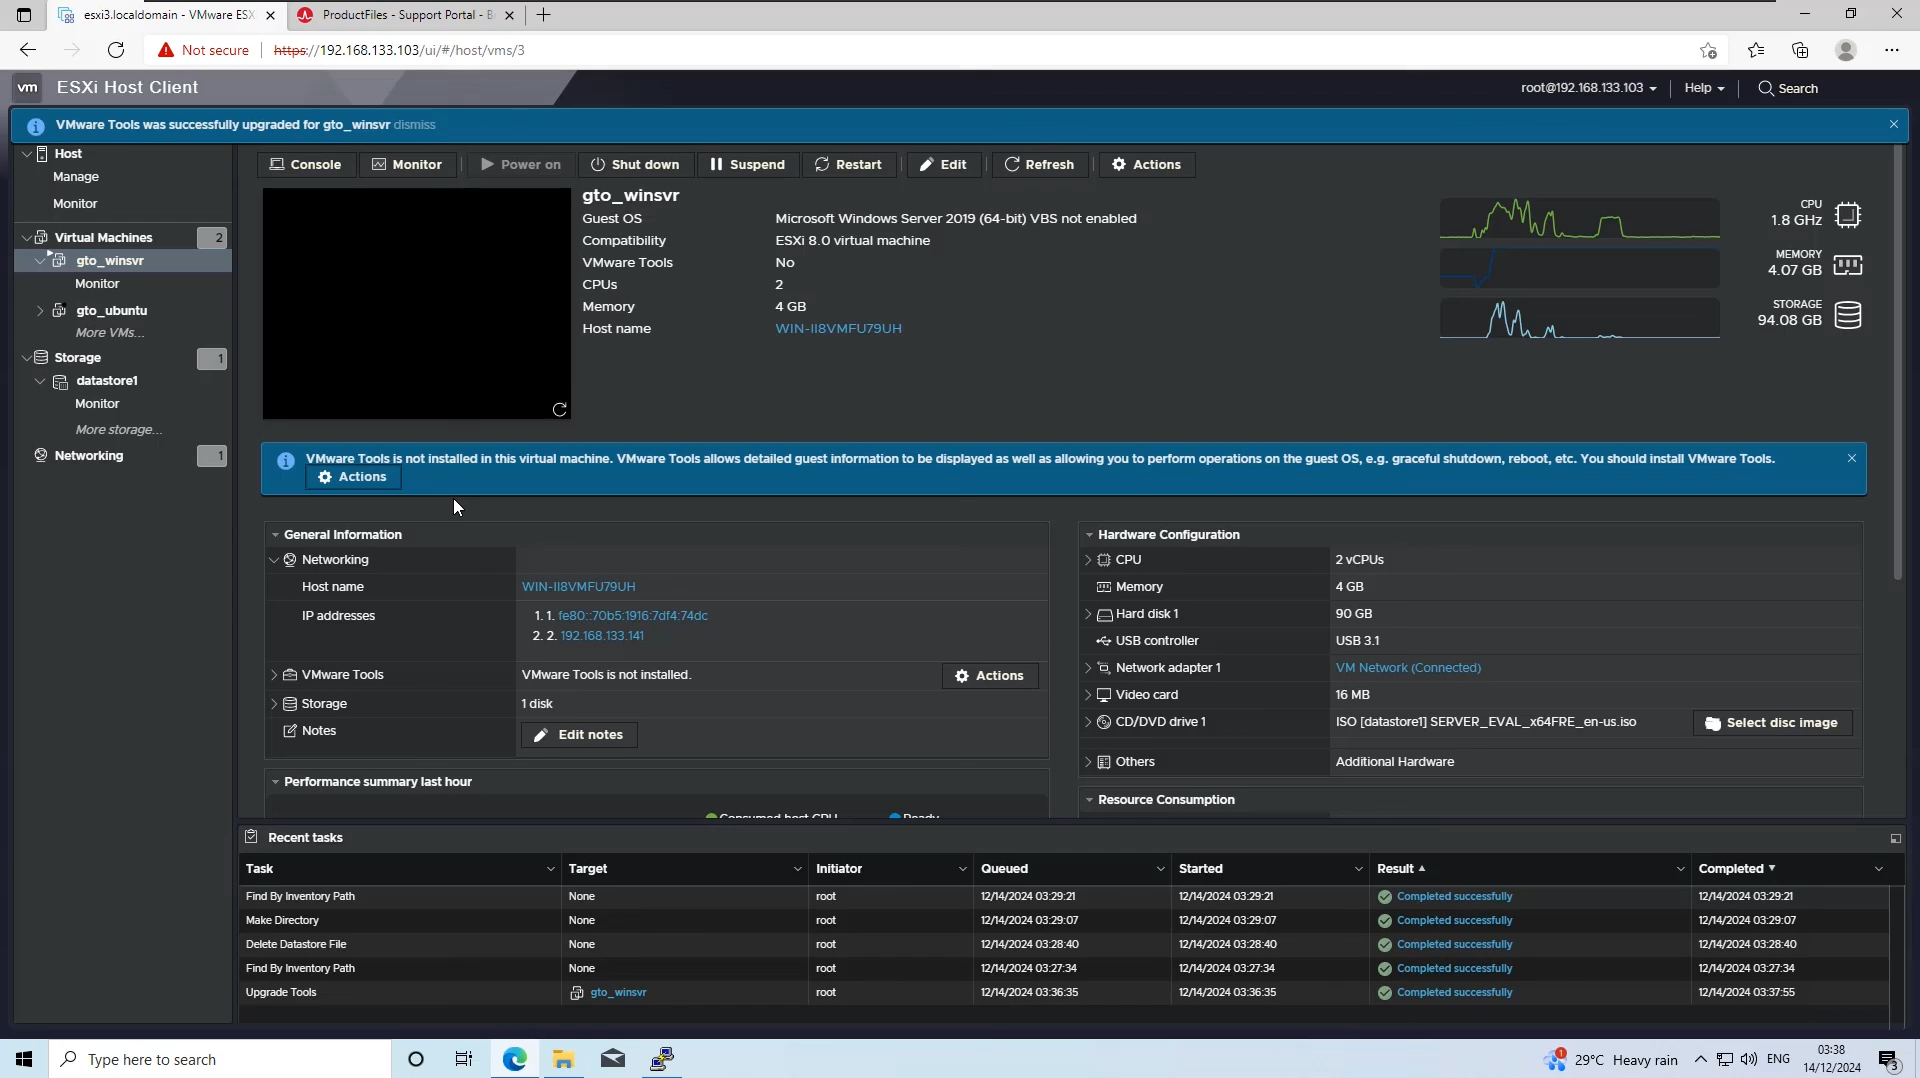 esxi3.localdomain - VMware ESX
ProductFiles - Support Portal - B
Not secure
https://192.168.133.103/ui/#/host/vms/3
vm
ESXi Host Client
root@192.168.133.103
Help
Search
VMware Tools was successfully upgraded for gto_winsvr dismiss
Host
Manage
Monitor
Virtual Machines
2
gto_winsvr
Monitor
gto_ubuntu
More VMs...
Storage
1
datastore1
Monitor
More storage...
Networking
1
Console
Monitor
Power on
Shut down
Suspend
Restart
Edit
Refresh
Actions
gto_winsvr
Guest OS Microsoft Windows Server 2019 (64-bit) VBS not enabled
Compatibility ESXi 8.0 virtual machine
VMware Tools No
CPUs 2
Memory 4 GB
Host name WIN-II8VMFU79UH
CPU
1.8 GHz
MEMORY
4.07 GB
STORAGE
94.08 GB
VMware Tools is not installed in this virtual machine. VMware Tools allows detailed guest information to be displayed as well as allowing you to perform operations on the guest OS, e.g. graceful shutdown, reboot, etc. You should install VMware Tools.
Actions
General Information
Networking
Host name WIN-II8VMFU79UH
IP addresses 1. 1. fe80::70b5:1916:7df4:74dc
2. 2. 192.168.133.141
VMware Tools VMware Tools is not installed. Actions
Storage 1 disk
Notes Edit notes
Performance summary last hour
Consumed host CPU Ready
Hardware Configuration
CPU 2 vCPUs
Memory 4 GB
Hard disk 1 90 GB
USB controller USB 3.1
Network adapter 1 VM Network (Connected)
Video card 16 MB
CD/DVD drive 1 ISO [datastore1] SERVER_EVAL_x64FRE_en-us.iso Select disc image
Others Additional Hardware
Resource Consumption
Recent tasks
Task Target Initiator Queued Started Result Completed
Find By Inventory Path None root 12/14/2024 03:29:21 12/14/2024 03:29:21 Completed successfully 12/14/2024 03:29:21
Make Directory None root 12/14/2024 03:29:07 12/14/2024 03:29:07 Completed successfully 12/14/2024 03:29:07
Delete Datastore File None root 12/14/2024 03:28:40 12/14/2024 03:28:40 Completed successfully 12/14/2024 03:28:40
Find By Inventory Path None root 12/14/2024 03:27:34 12/14/2024 03:27:34 Completed successfully 12/14/2024 03:27:34
Upgrade Tools gto_winsvr root 12/14/2024 03:36:35 12/14/2024 03:36:35 Completed successfully 12/14/2024 03:37:55
Type here to search
1
29°C Heavy rain
ENG
03:38
14/12/2024
3